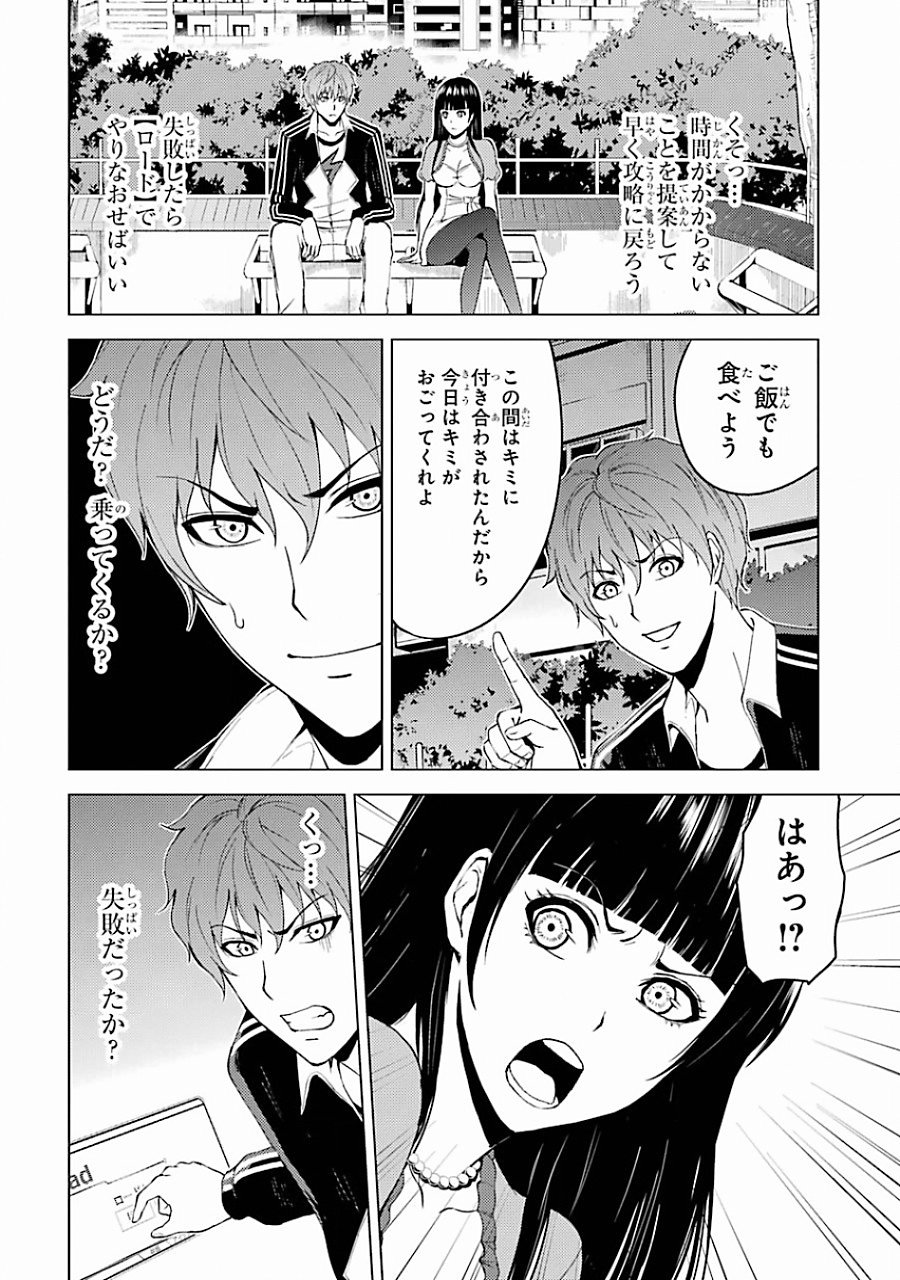 くそっ…
時間がかからない
ことを提案して
早く攻略に戻ろう
失敗したら
【ロード】で
やりなおせばいい
ご飯でも
食べよう
この間はキミに
付き合わされたんだから
今日はキミが
おごってくれよ
どうだ？乗ってくるか？
はあっ!?
くっ…
失敗だったか？
ad
ロード